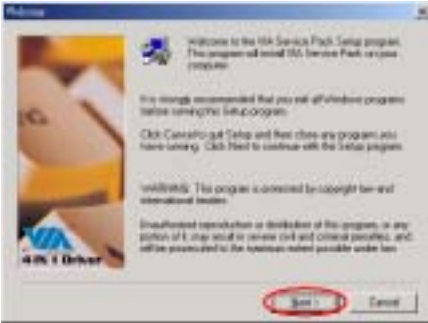 Welcome
Welcome to the VIA Service Pack Setup program.
This program will install VIA Service Pack on your
computer.
It is strongly recommended that you exit all Windows programs
before running this Setup program.
Click Cancel to quit Setup and then close any programs you
have running. Click Next to continue with the Setup program.
WARNING: This program is protected by copyright law and
international treaties.
Unauthorized reproduction or distribution of this program, or any
portion of it, may result in severe civil and criminal penalties, and
will be prosecuted to the maximum extent possible under law.
VIA
4 IN 1 Driver
Next >
Cancel